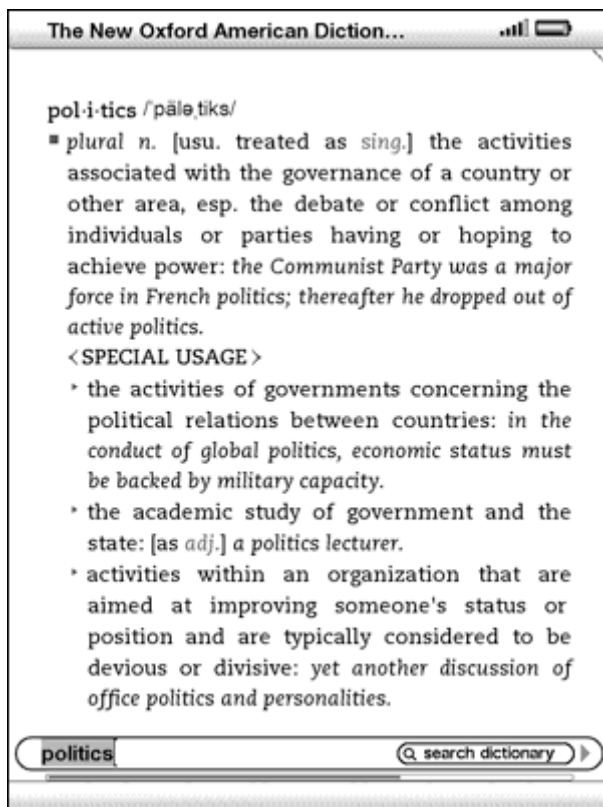 The New Oxford American Diction...
pol·i·tics /ˈpäləˌtiks/
▪ plural n. [usu. treated as sing.] the activities
associated with the governance of a country or
other area, esp. the debate or conflict among
individuals or parties having or hoping to
achieve power: the Communist Party was a major
force in French politics; thereafter he dropped out of
active politics.
<SPECIAL USAGE>
‣ the activities of governments concerning the
political relations between countries: in the
conduct of global politics, economic status must
be backed by military capacity.
‣ the academic study of government and the
state: [as adj.] a politics lecturer.
‣ activities within an organization that are
aimed at improving someone's status or
position and are typically considered to be
devious or divisive: yet another discussion of
office politics and personalities.
politics search dictionary